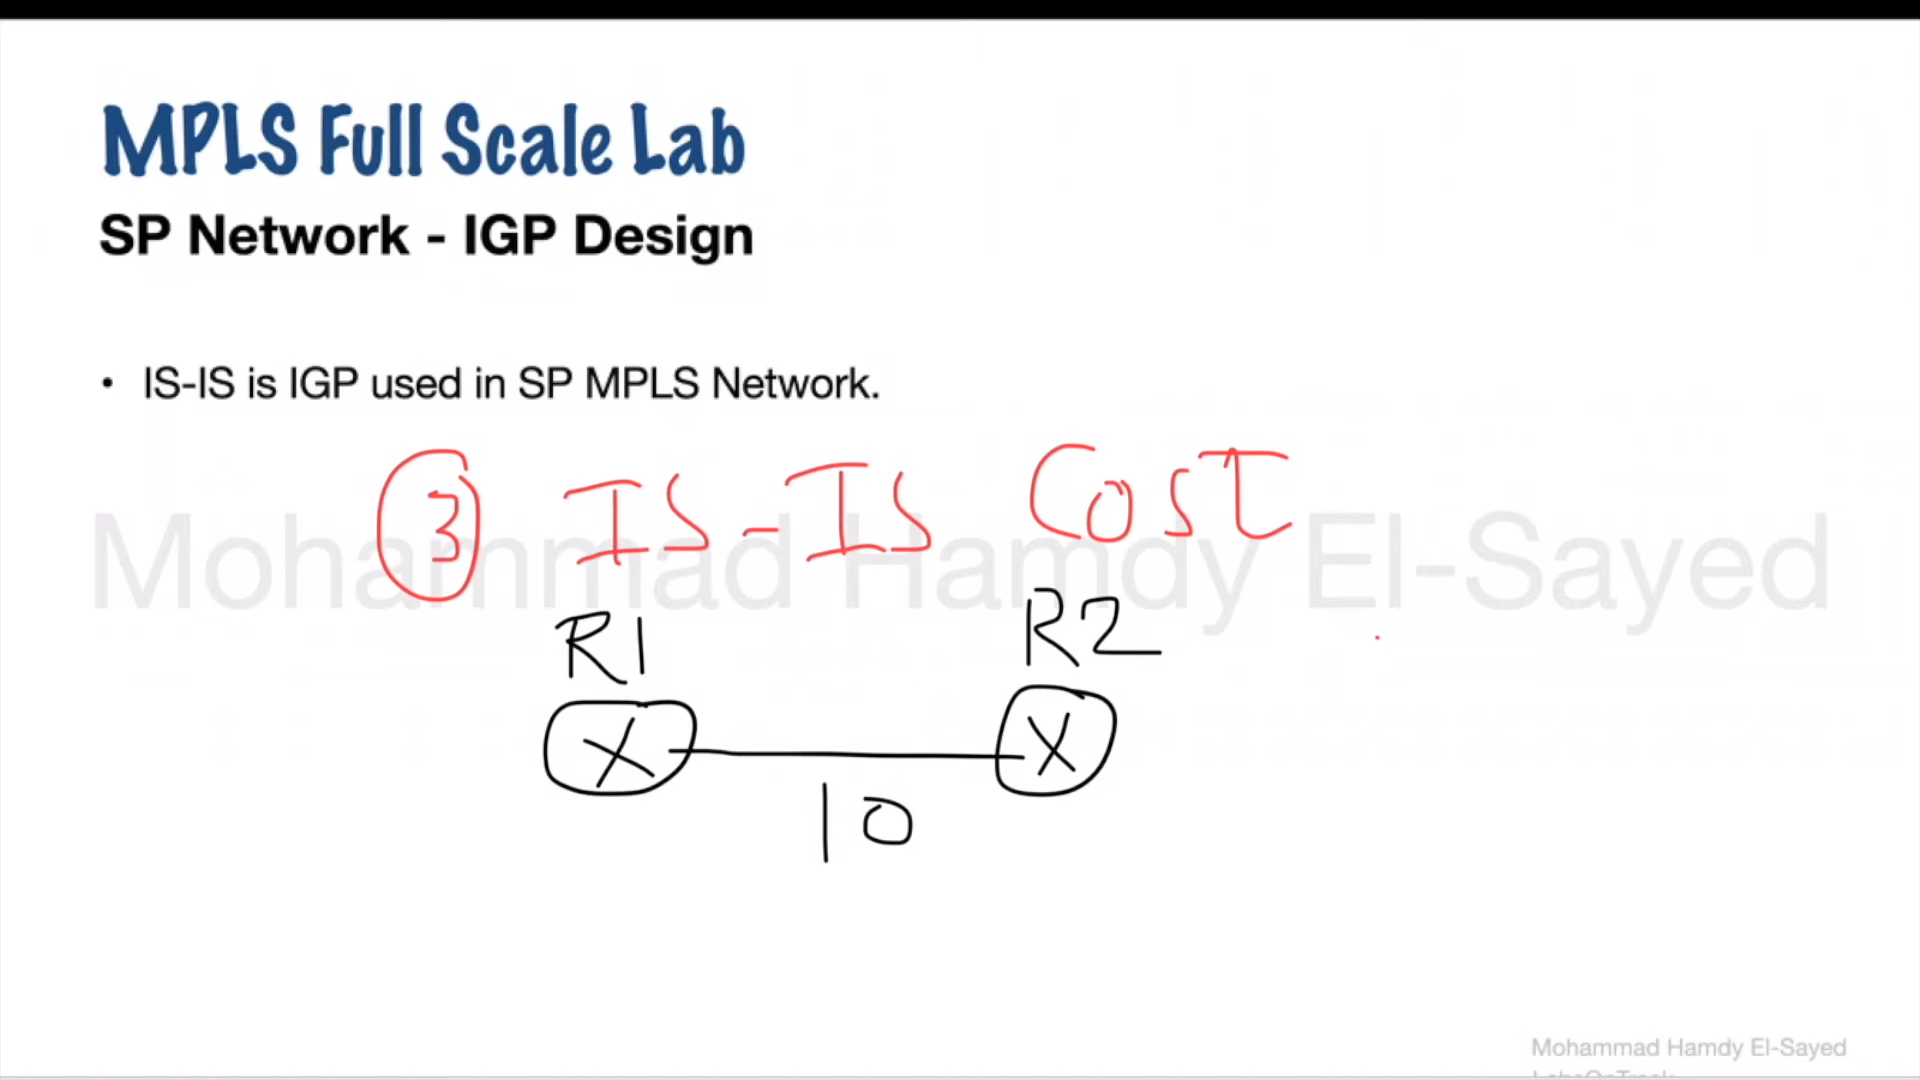 MPLS Full Scale Lab
SP Network - IGP Design
• IS-IS is IGP used in SP MPLS Network.
3 IS-IS COST
Mohammad Hamdy El-Sayed
R1 R2
X X
10
Mohammad Hamdy El-Sayed
LabsOnTrack